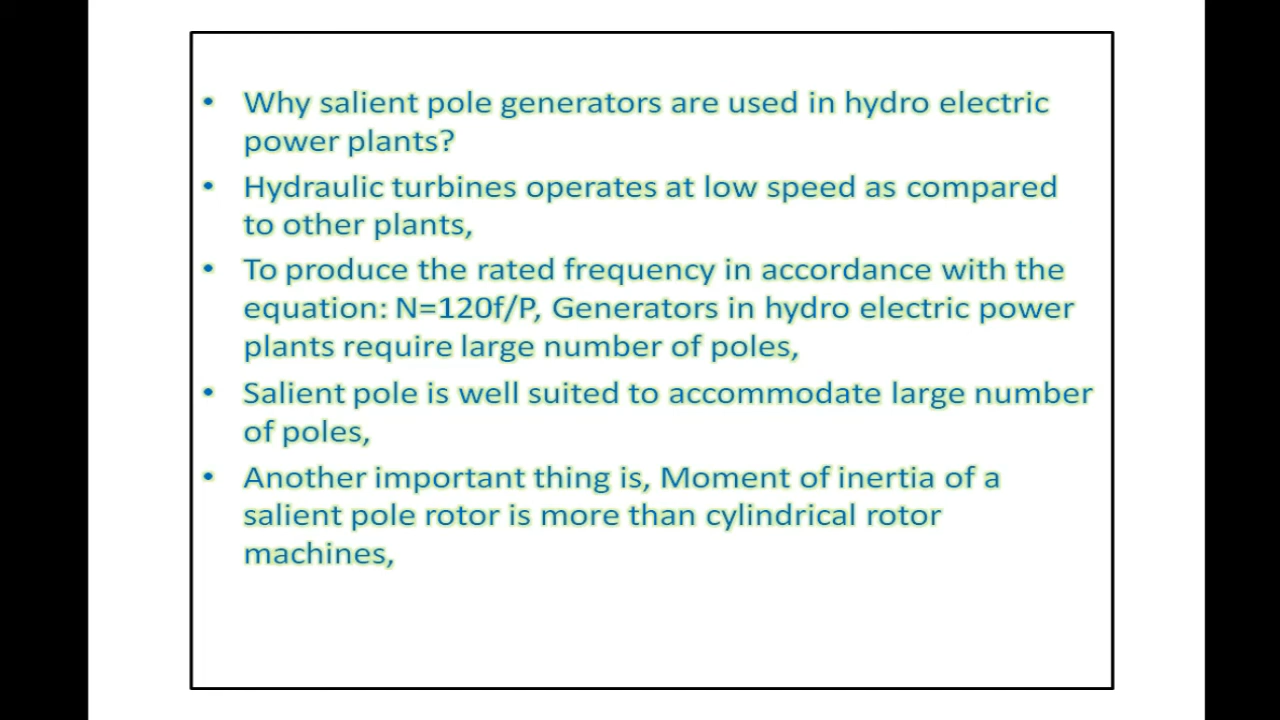 • Why salient pole generators are used in hydro electric
power plants?
• Hydraulic turbines operates at low speed as compared
to other plants,
• To produce the rated frequency in accordance with the
equation: N=120f/P, Generators in hydro electric power
plants require large number of poles,
• Salient pole is well suited to accommodate large number
of poles,
• Another important thing is, Moment of inertia of a
salient pole rotor is more than cylindrical rotor
machines,